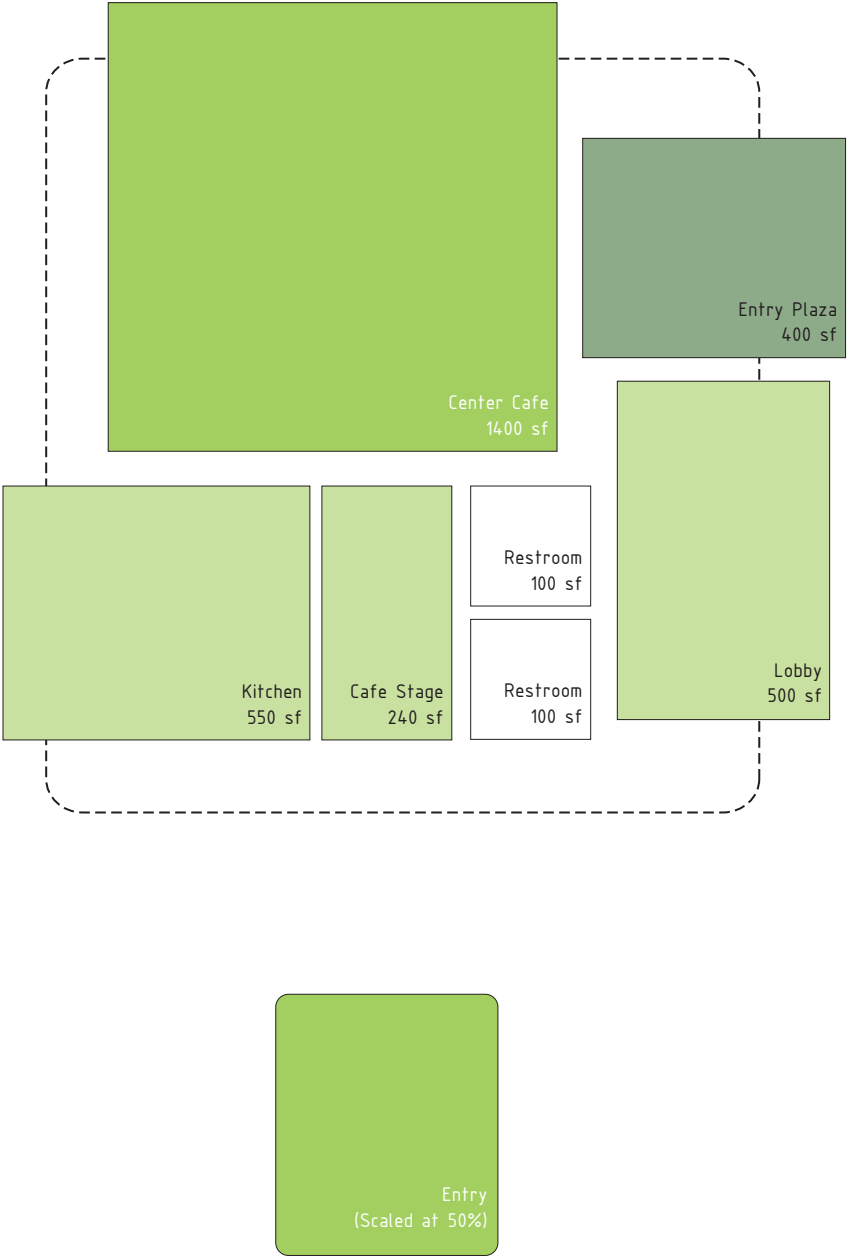 Entry Plaza
400 sf
Center Cafe
1400 sf
Restroom
100 sf
Lobby
500 sf
Kitchen
550 sf
Cafe Stage
240 sf
Restroom
100 sf
Entry
(Scaled at 50%)